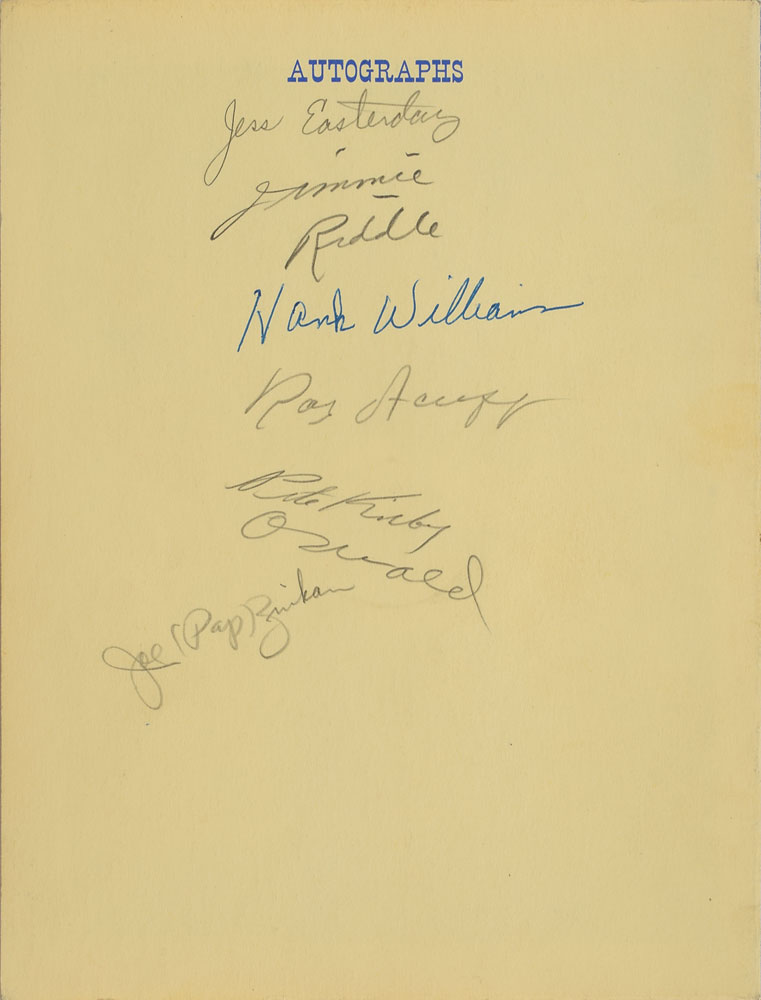 AUTOGRAPHS
Jess Easterday
Jimmie
Riddle
Hank Williams
Roy Acuff
Pete Kirby
Oswald
Joe (Pap) Zinkan